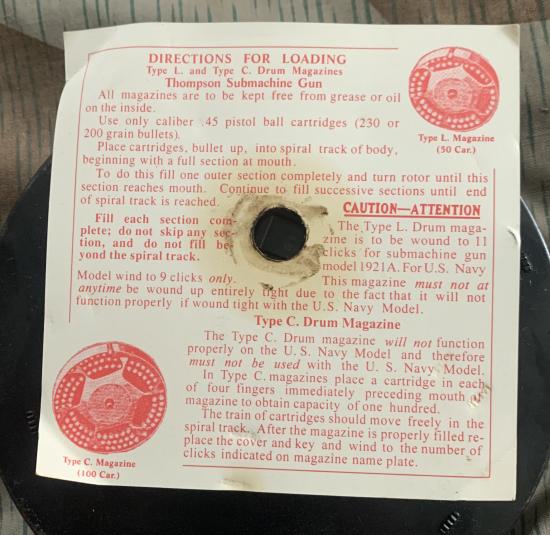 DIRECTIONS FOR LOADING
Type L. and Type C. Drum Magazines
Thompson Submachine Gun
All magazines are to be kept free from grease or oil
on the inside.
Use only caliber .45 pistol ball cartridges (230 or
200 grain bullets).
Place cartridges, bullet up, into spiral track of body,
beginning with a full section at mouth.
To do this fill one outer section completely and turn rotor until this
section reaches mouth. Continue to fill successive sections until end
of spiral track is reached.
Type L. Magazine
(50 Car.)
Fill each section com-
plete; do not skip any sec-
tion, and do not fill be-
yond the spiral track.
CAUTION—ATTENTION
The Type L. Drum maga-
zine is to be wound to 11
clicks for submachine gun
model 1921A. For U.S. Navy
Model wind to 9 clicks only. This magazine must not at
anytime be wound up entirely tight due to the fact that it will not
function properly if wound tight with the U.S. Navy Model.
Type C. Drum Magazine
The Type C. Drum magazine will not function
properly on the U. S. Navy Model and therefore
must not be used with the U. S. Navy Model.
In Type C. magazines place a cartridge in each
of four fingers immediately preceding mouth of
magazine to obtain capacity of one hundred.
The train of cartridges should move freely in the
spiral track. After the magazine is properly filled re-
place the cover and key and wind to the number of
clicks indicated on magazine name plate.
Type C. Magazine
(100 Car.)